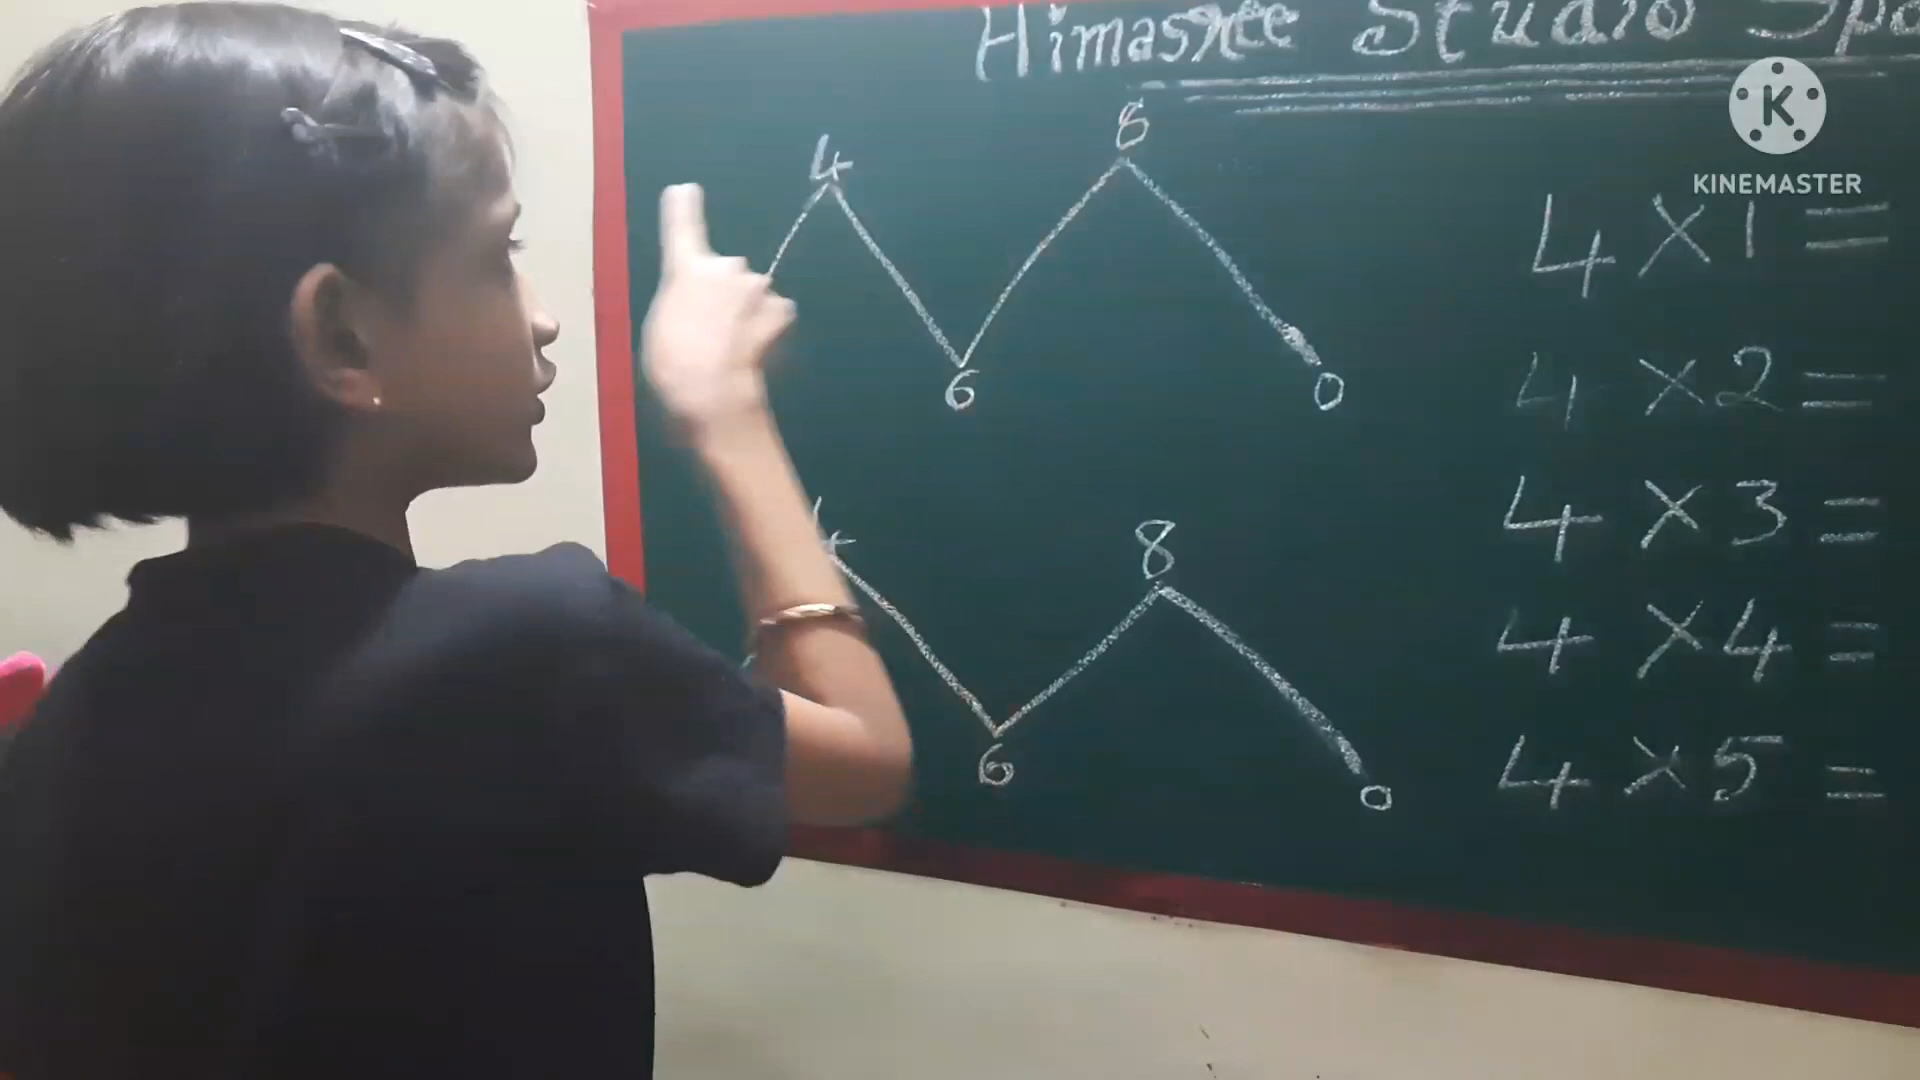 Himasree Studio
4 8
6 0
4 8
6 0
4 × 1 =
4 × 2 =
4 × 3 =
4 × 4 =
4 × 5 =
K
KINEMASTER